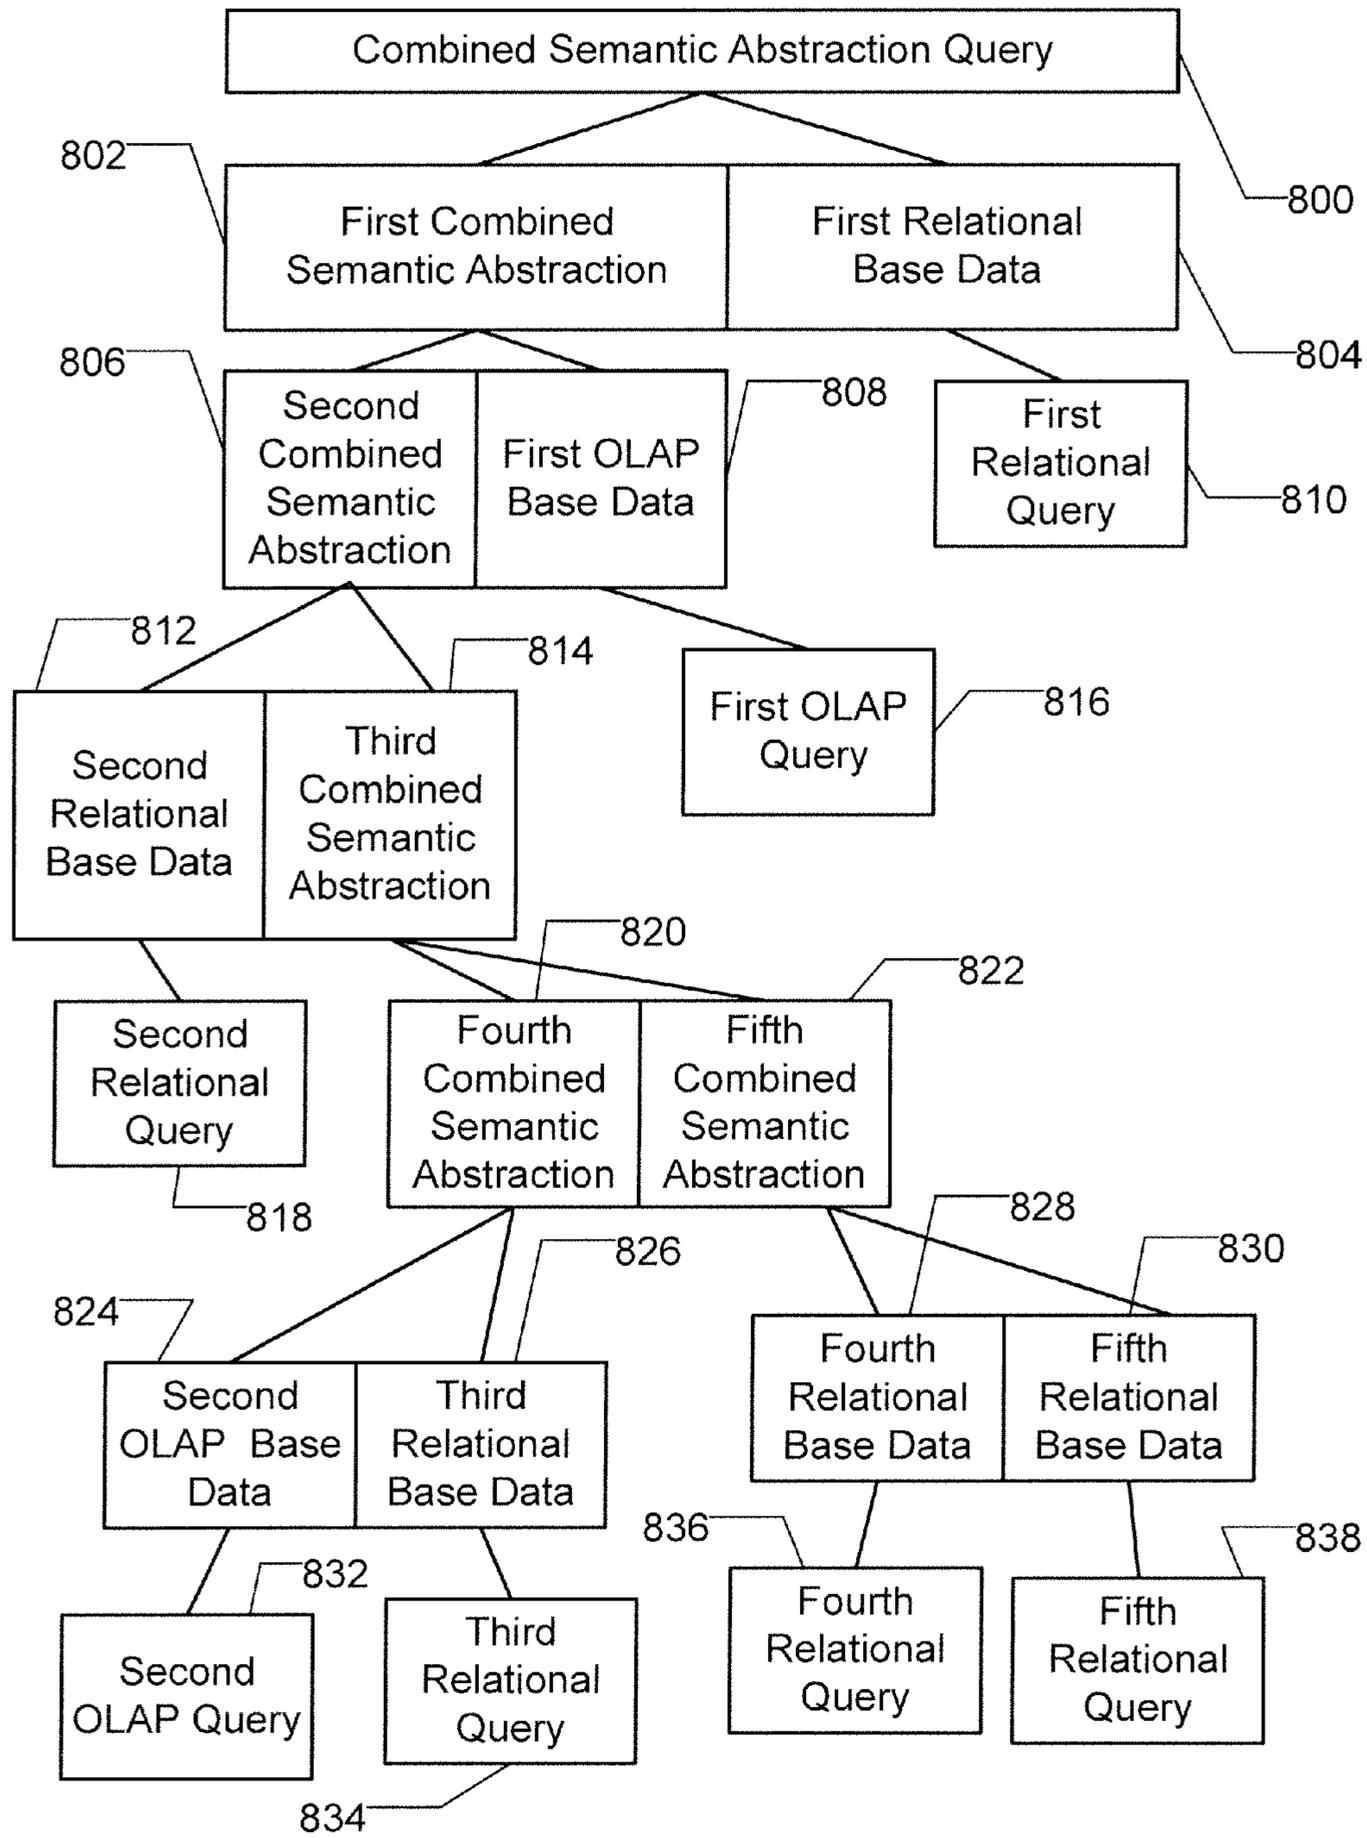 Combined Semantic Abstraction Query
800
802
First Combined
Semantic Abstraction
First Relational
Base Data
804
806
Second
Combined
Semantic
Abstraction
First OLAP
Base Data
808
First
Relational
Query
810
812
814
Second
Relational
Base Data
Third
Combined
Semantic
Abstraction
First OLAP
Query
816
820
822
Second
Relational
Query
818
Fourth
Combined
Semantic
Abstraction
Fifth
Combined
Semantic
Abstraction
824
826
828
830
Second
OLAP  Base
Data
Third
Relational
Base Data
Fourth
Relational
Base Data
Fifth
Relational
Base Data
832
836
838
Second
OLAP Query
Third
Relational
Query
834
Fourth
Relational
Query
Fifth
Relational
Query